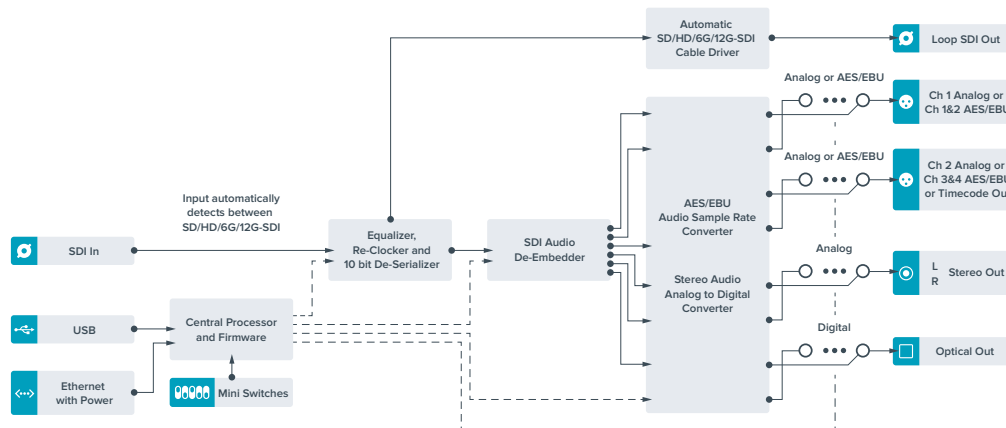 Automatic
SD/HD/6G/12G-SDI
Cable Driver
Loop SDI Out
Analog or AES/EBU
Ch 1 Analog or
Ch 1&2 AES/EBU
Analog or AES/EBU
Ch 2 Analog or
Ch 3&4 AES/EBU
or Timecode Ou
Input automatically
detects between
SD/HD/6G/12G-SDI
SDI In
Equalizer,
Re-Clocker and
10 bit De-Serializer
SDI Audio
De-Embedder
AES/EBU
Audio Sample Rate
Converter
Stereo Audio
Analog to Digital
Converter
Analog
L
R
Stereo Out
Digital
Optical Out
USB
Central Processor
and Firmware
Ethernet
with Power
Mini Switches